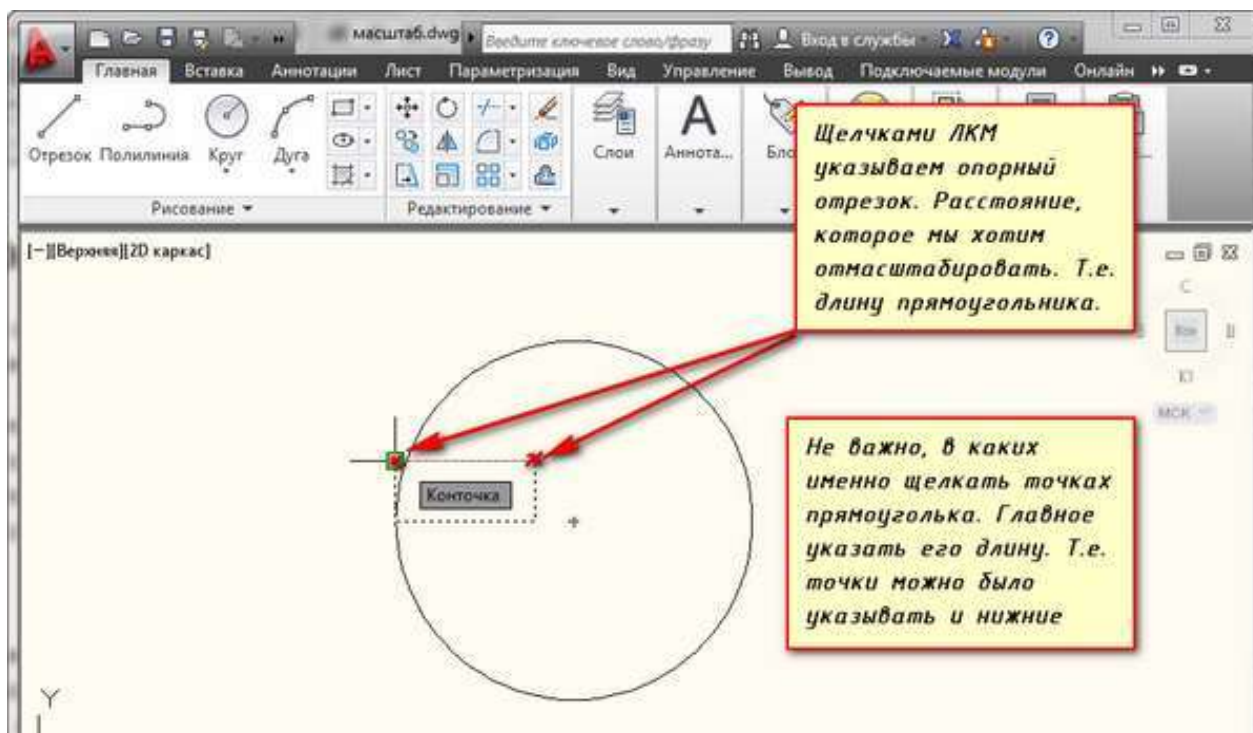 масштаб.dwg Введите ключевое слово/фразу Вход в службы
Главная Вставка Аннотации Лист Параметризация Вид Управление Вывод Подключаемые модули Онлайн
Отрезок Полилиния Круг Дуга Слои Аннота...
Рисование Редактирование
[−][Верхняя][2D каркас]
Щелчками ЛКМ
указываем опорный
отрезок. Расстояние,
которое мы хотим
отмасштабировать. Т.е.
длину прямоугольника.
С
Ю
МСК
Конточка
Не важно, в каких
именно щелкать точках
прямоуголька. Главное
указать его длину. Т.е.
точки можно было
указывать и нижние
Y